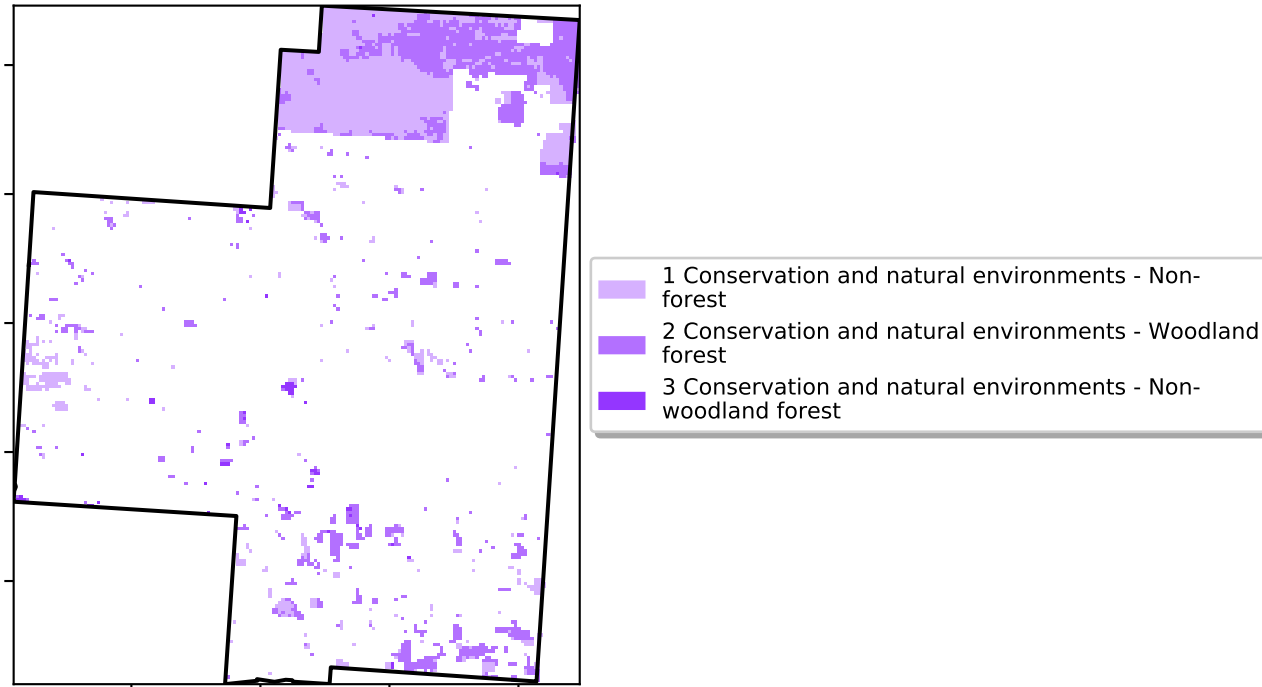 1 Conservation and natural environments - Non-
forest
2 Conservation and natural environments - Woodland
forest
3 Conservation and natural environments - Non-
woodland forest